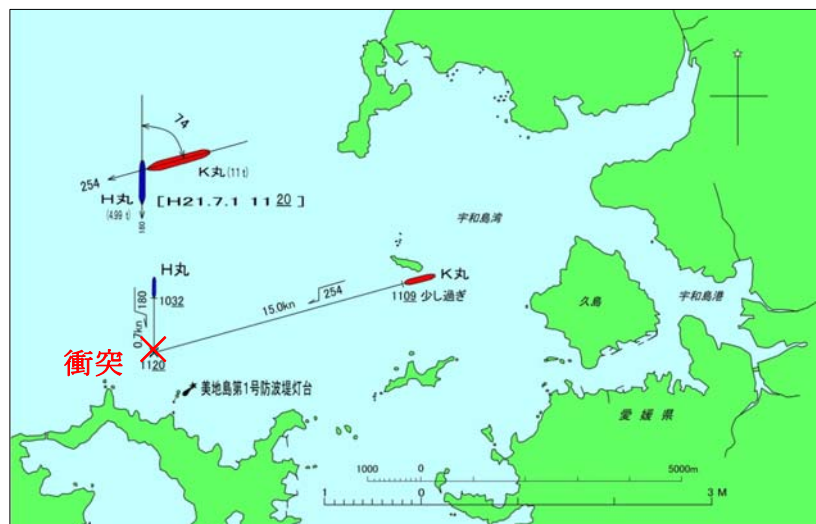 74
254
K丸(11t)
H丸
(4.99 t)
[H21.7.1 11 20 ]
180
宇和島湾
H丸
1032
0.7kn
180
15.0kn
254
K丸
1109 少し過ぎ
久島
宇和島港
衝突
1120
美地島第1号防波堤灯台
愛媛県
1000
0
5000m
1
0
3 M